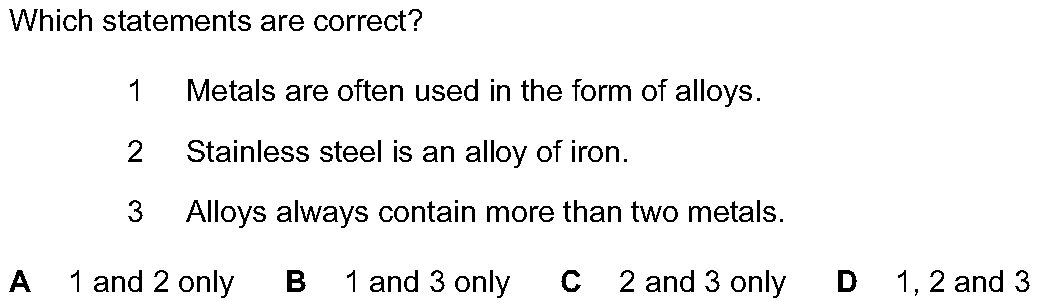 Which statements are correct?
1 Metals are often used in the form of alloys.
2 Stainless steel is an alloy of iron.
3 Alloys always contain more than two metals.
A 1 and 2 only B 1 and 3 only C 2 and 3 only D 1, 2 and 3